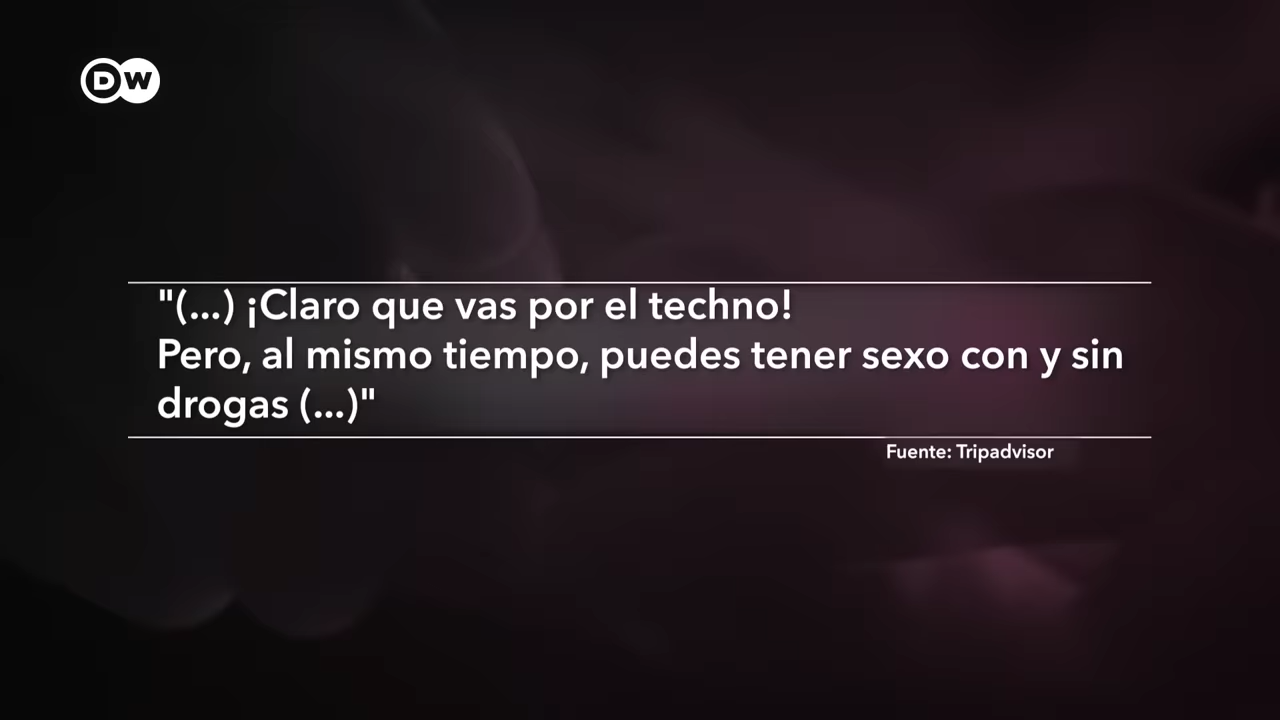 DW
"(...) ¡Claro que vas por el techno!
Pero, al mismo tiempo, puedes tener sexo con y sin
drogas (...)"
Fuente: Tripadvisor